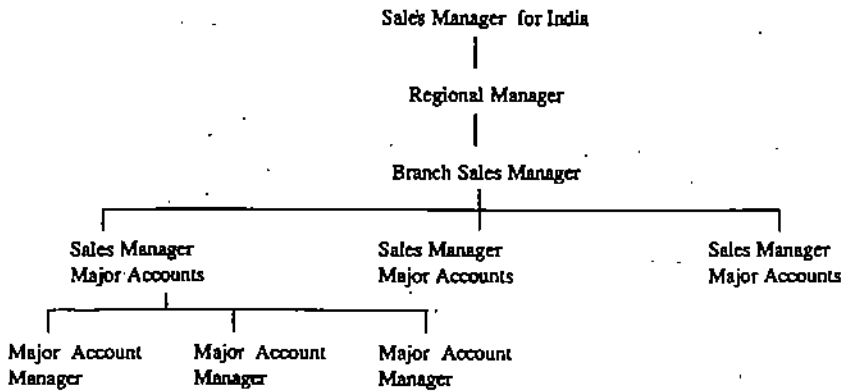 Sales Manager for India
Regional Manager
Branch Sales Manager
Sales Manager
Major Accounts
Sales Manager
Major Accounts
Sales Manager
Major Accounts
Major Account
Manager
Major Account
Manager
Major Account
Manager